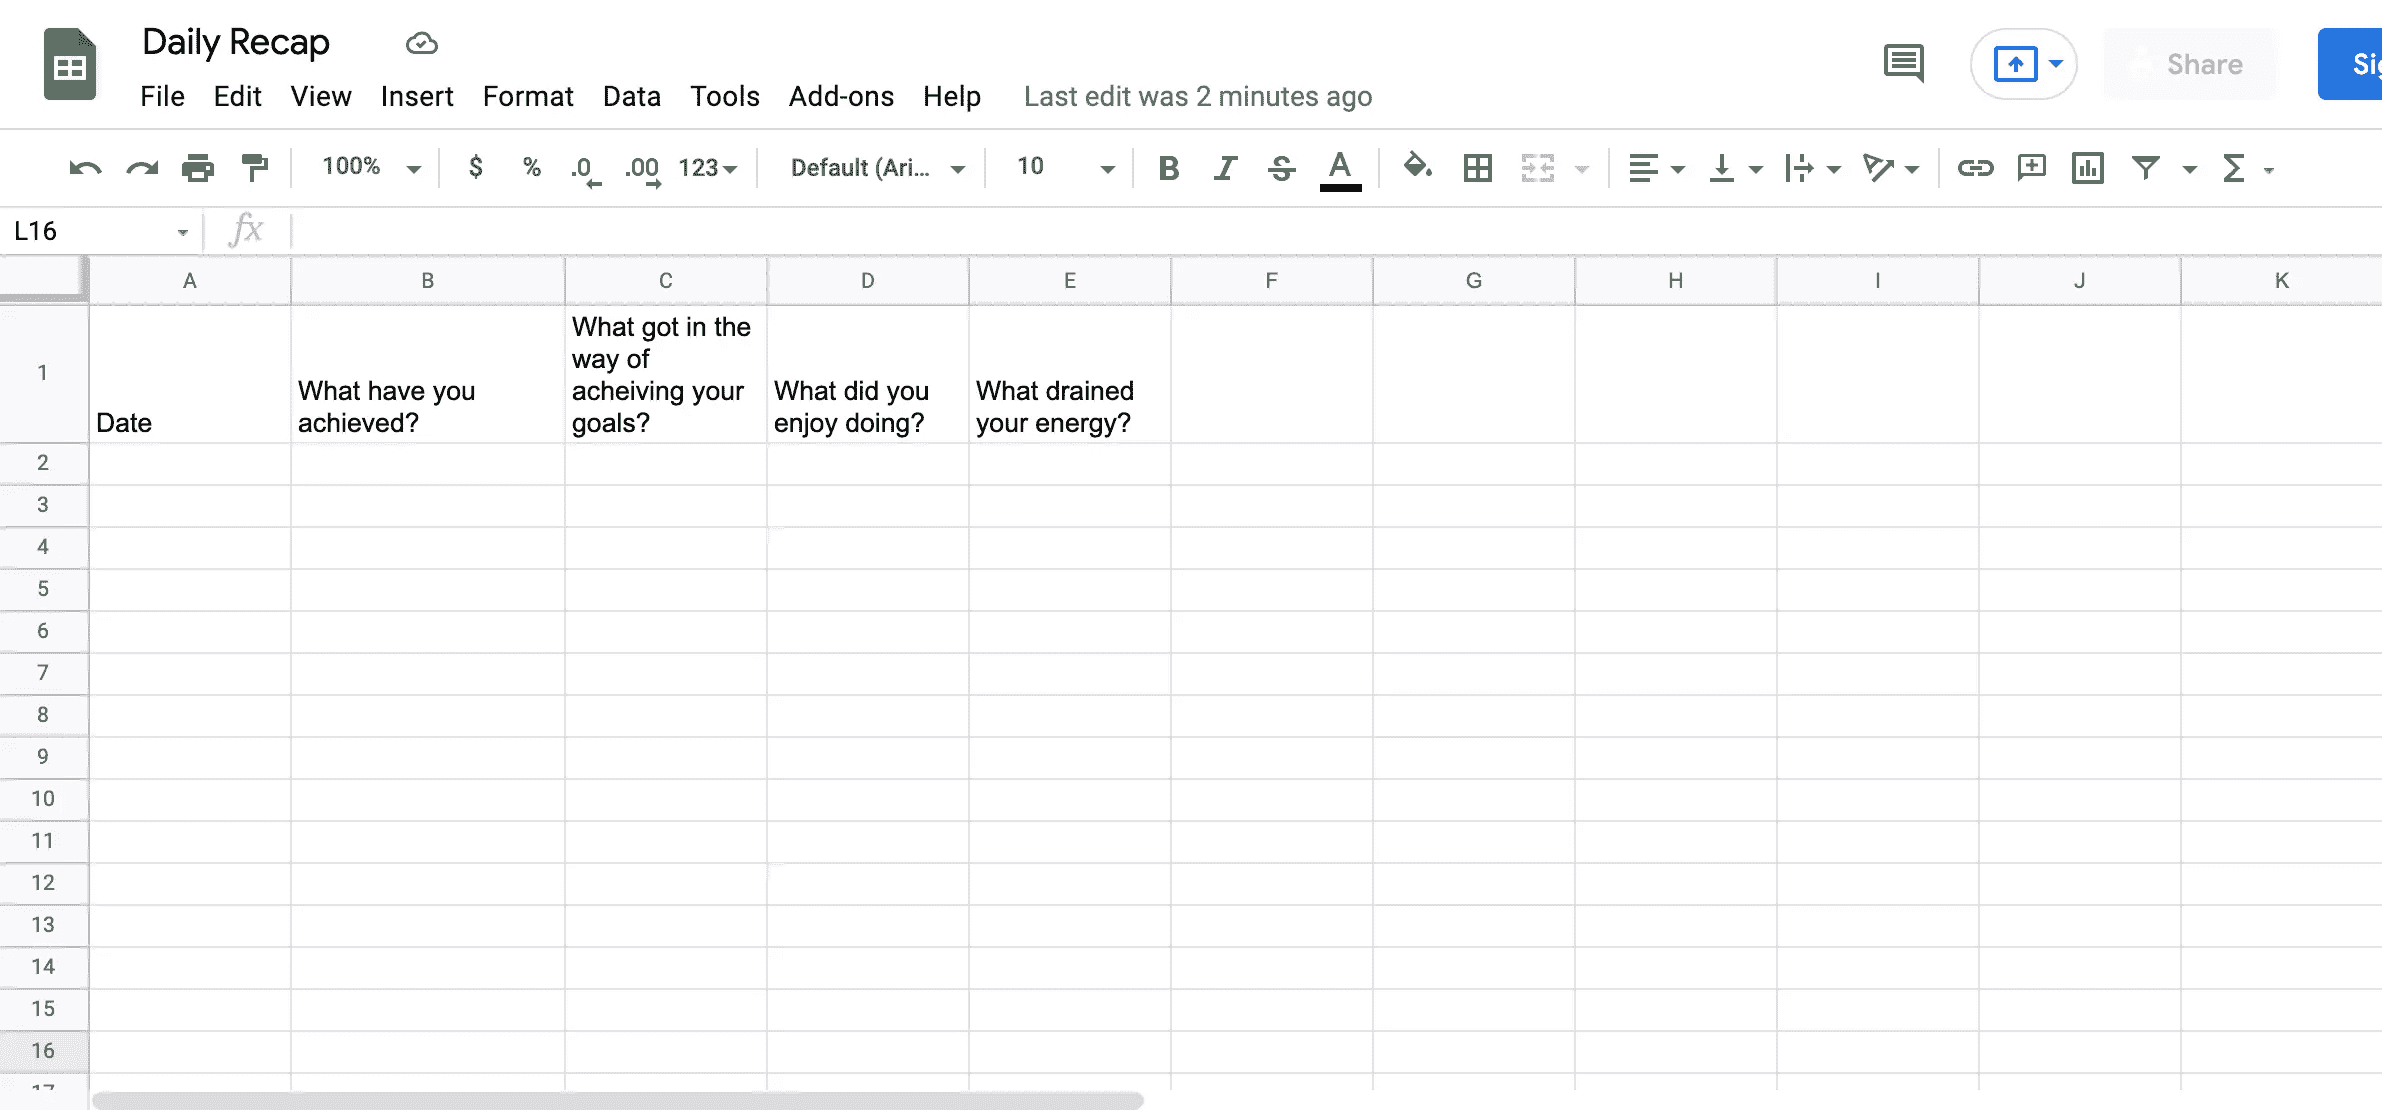 Daily Recap
File Edit View Insert Format Data Tools Add-ons Help Last edit was 2 minutes ago
Share
100% $ % .0 .00 123 Default (Ari... 10 B I S A Σ
L16 fx
A B C D E F G H I J K
1 Date What have you achieved? What got in the way of acheiving your goals? What did you enjoy doing? What drained your energy?
2
3
4
5
6
7
8
9
10
11
12
13
14
15
16